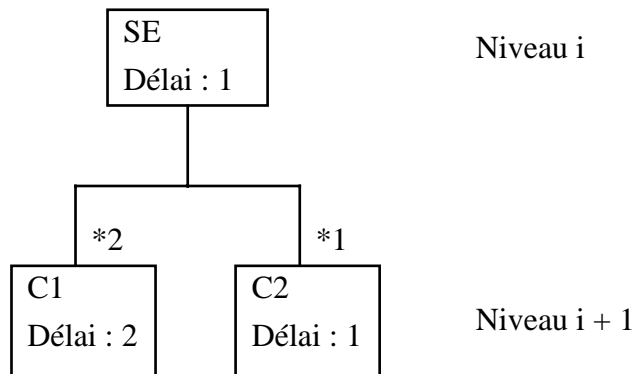 SE
Délai : 1
Niveau i
*2
*1
C1
Délai : 2
C2
Délai : 1
Niveau i + 1